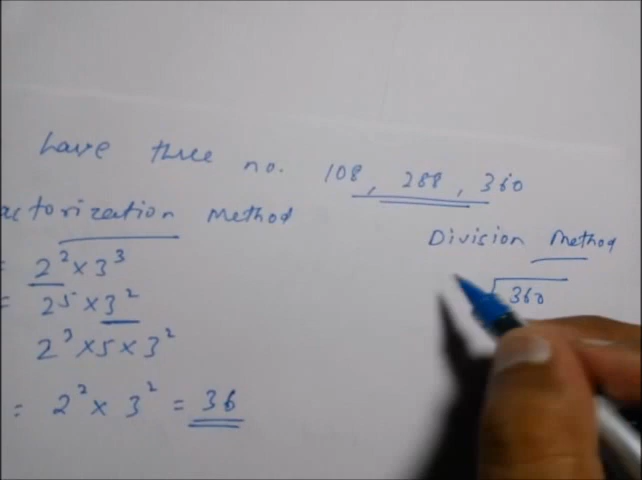 have three no. 108, 288, 360
actorization Method
Division Method
= 2² × 3³
= 2⁵ × 3²
2³ × 5 × 3²
360
= 2² × 3² = 36